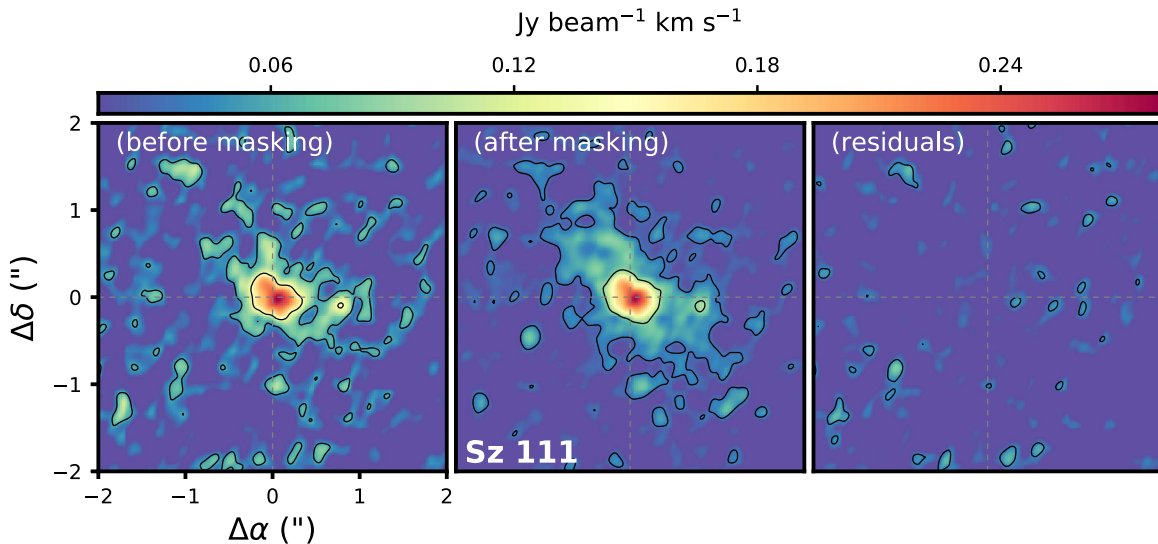 Jy beam⁻¹ km s⁻¹
0.06 0.12 0.18 0.24
(before masking) (after masking) (residuals)
2
1
0
−1
−2
Δδ (")
Sz 111
−2 −1 0 1 2
Δα (")